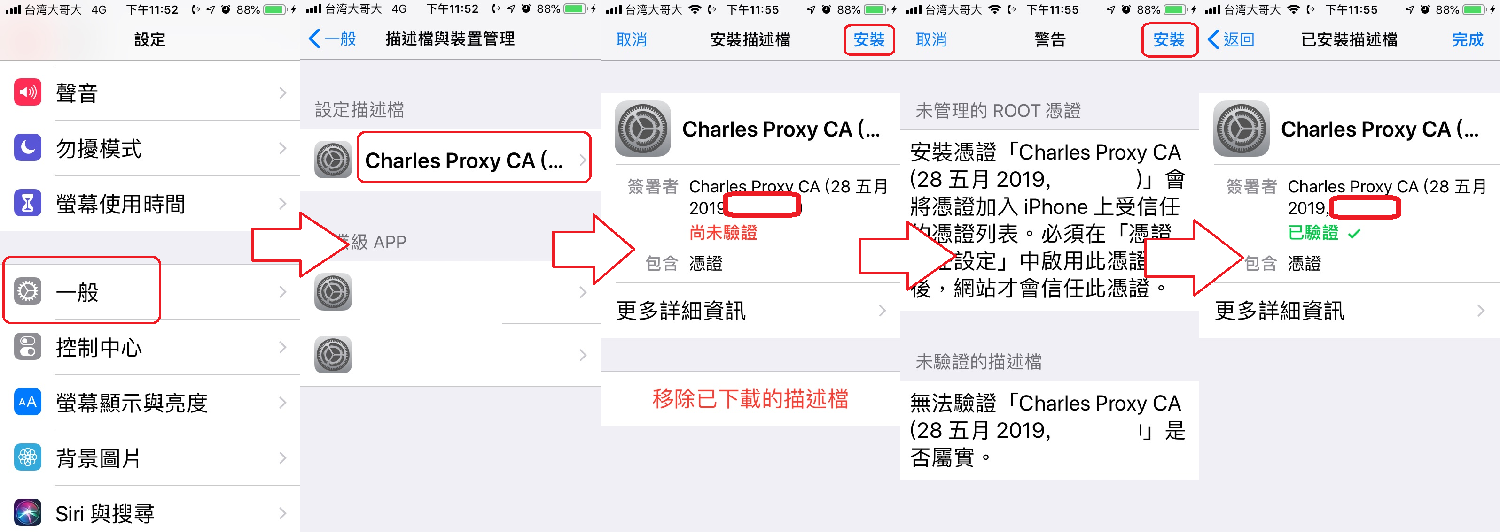 台湾大哥大 4G 下午11:52 88%
設定
聲音
勿擾模式
螢幕使用時間
一般
控制中心
AA 螢幕顯示與亮度
背景圖片
Siri 與搜尋
台湾大哥大 4G 下午11:52 88%
一般 描述檔與裝置管理
設定描述檔
Charles Proxy CA (...
級 APP
台湾大哥大 下午11:55 88%
取消 安裝描述檔 安裝
Charles Proxy CA (...
簽署者 Charles Proxy CA (28 五月
2019,
尚未驗證
包含 憑證
更多詳細資訊
移除已下載的描述檔
台湾大哥大 下午11:55 88%
取消 警告 安裝
未管理的 ROOT 憑證
安裝憑證「Charles Proxy CA
(28 五月 2019, )」會
將憑證加入 iPhone 上受信任
的憑證列表。必須在「憑證
設定」中啟用此憑證
後，網站才會信任此憑證。
未驗證的描述檔
無法驗證「Charles Proxy CA
(28 五月 2019, )」是
否屬實。
台湾大哥大 下午11:55 88%
返回 已安裝描述檔 完成
Charles Proxy CA (...
簽署者 Charles Proxy CA (28 五月
2019,
已驗證
包含 憑證
更多詳細資訊